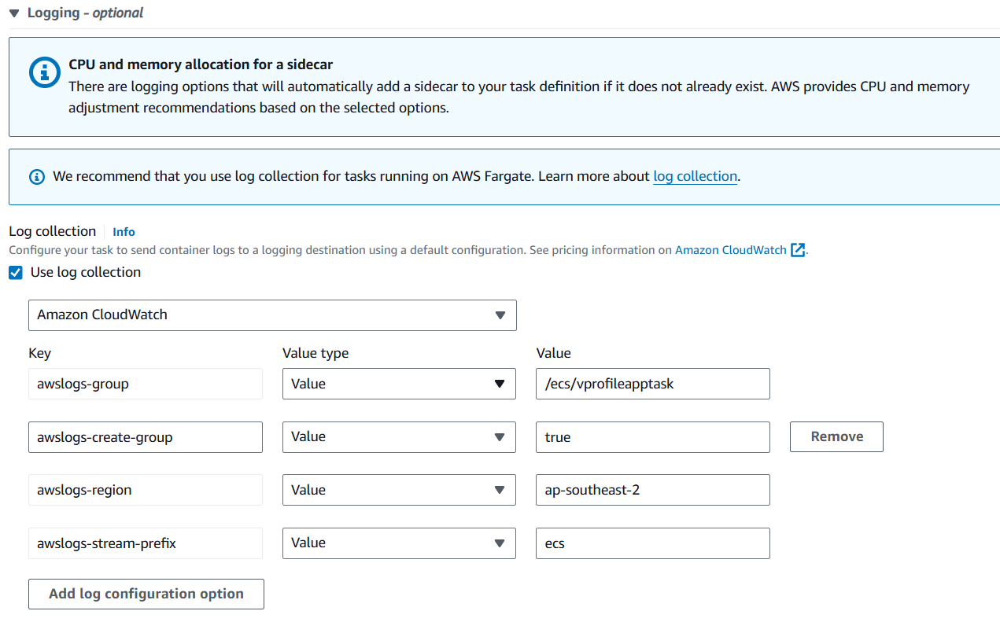 Logging - optional
CPU and memory allocation for a sidecar
There are logging options that will automatically add a sidecar to your task definition if it does not already exist. AWS provides CPU and memory
adjustment recommendations based on the selected options.
We recommend that you use log collection for tasks running on AWS Fargate. Learn more about log collection.
Log collection Info
Configure your task to send container logs to a logging destination using a default configuration. See pricing information on Amazon CloudWatch.
Use log collection
Amazon CloudWatch
Key Value type Value
awslogs-group Value /ecs/vprofileapptask
awslogs-create-group Value true Remove
awslogs-region Value ap-southeast-2
awslogs-stream-prefix Value ecs
Add log configuration option